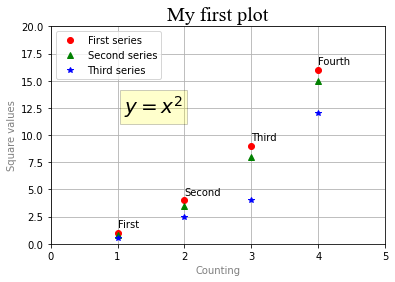 My first plot
20.0
17.5
15.0
12.5
10.0
7.5
5.0
2.5
0.0
Square values
First series
Second series
Third series
y = x²
First
Second
Third
Fourth
0 1 2 3 4 5
Counting